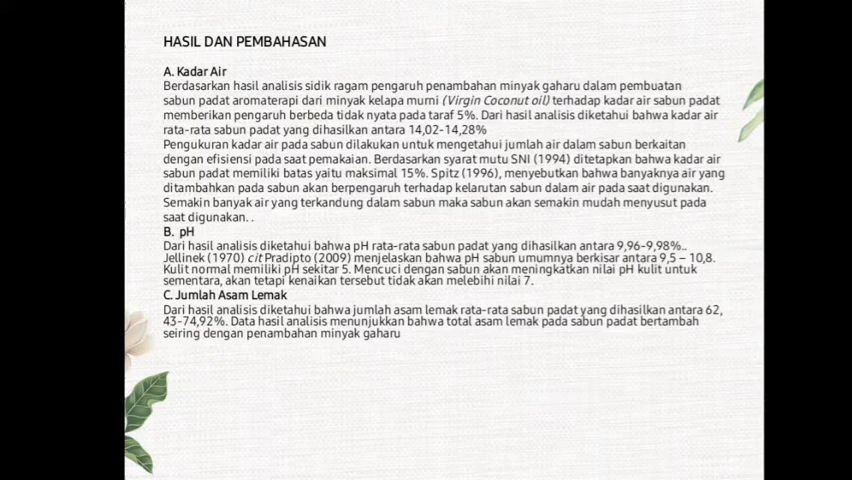 HASIL DAN PEMBAHASAN
A. Kadar Air
Berdasarkan hasil analisis sidik ragam pengaruh penambahan minyak gaharu dalam pembuatan
sabun padat aromaterapi dari minyak kelapa murni (Virgin Coconut oil) terhadap kadar air sabun padat
memberikan pengaruh berbeda tidak nyata pada taraf 5%. Dari hasil analisis diketahui bahwa kadar air
rata-rata sabun padat yang dihasilkan antara 14,02-14,28%
Pengukuran kadar air pada sabun dilakukan untuk mengetahui jumlah air dalam sabun berkaitan
dengan efisiensi pada saat pemakaian. Berdasarkan syarat mutu SNI (1994) ditetapkan bahwa kadar air
sabun padat memiliki batas yaitu maksimal 15%. Spitz (1996), menyebutkan bahwa banyaknya air yang
ditambahkan pada sabun akan berpengaruh terhadap kelarutan sabun dalam air pada saat digunakan.
Semakin banyak air yang terkandung dalam sabun maka sabun akan semakin mudah menyusut pada
saat digunakan. .
B. pH
Dari hasil analisis diketahui bahwa pH rata-rata sabun padat yang dihasilkan antara 9,96-9,98%..
Jellinek (1970) cit Pradipto (2009) menjelaskan bahwa pH sabun umumnya berkisar antara 9,5 – 10,8.
Kulit normal memiliki pH sekitar 5. Mencuci dengan sabun akan meningkatkan nilai pH kulit untuk
sementara, akan tetapi kenaikan tersebut tidak akan melebihi nilai 7.
C. Jumlah Asam Lemak
Dari hasil analisis diketahui bahwa jumlah asam lemak rata-rata sabun padat yang dihasilkan antara 62,
43-74,92%. Data hasil analisis menunjukkan bahwa total asam lemak pada sabun padat bertambah
seiring dengan penambahan minyak gaharu